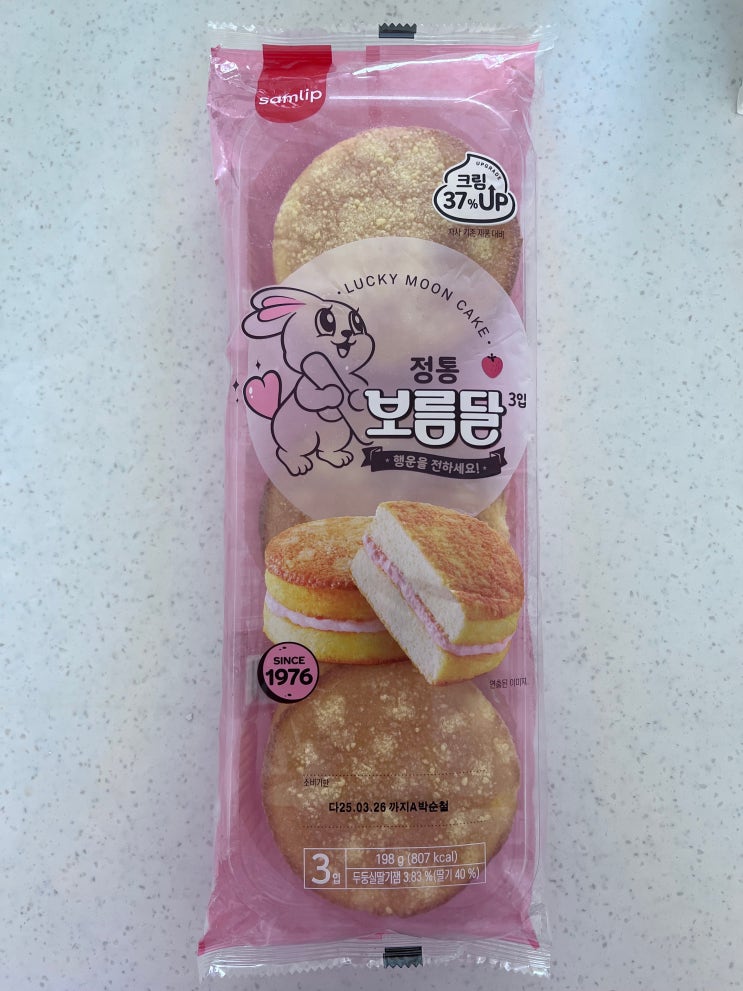 samlip
UPGRADE
크림
37% UP
자사 기존 제품 대비
• LUCKY MOON CAKE •
정통
보름달 3입
행운을 전하세요!
SINCE
1976
연출된 이미지
소비기한
다25.03.26 까지A박순철
3입
198 g (807 kcal)
두둥실딸기잼 3.83 % (딸기 40 %)